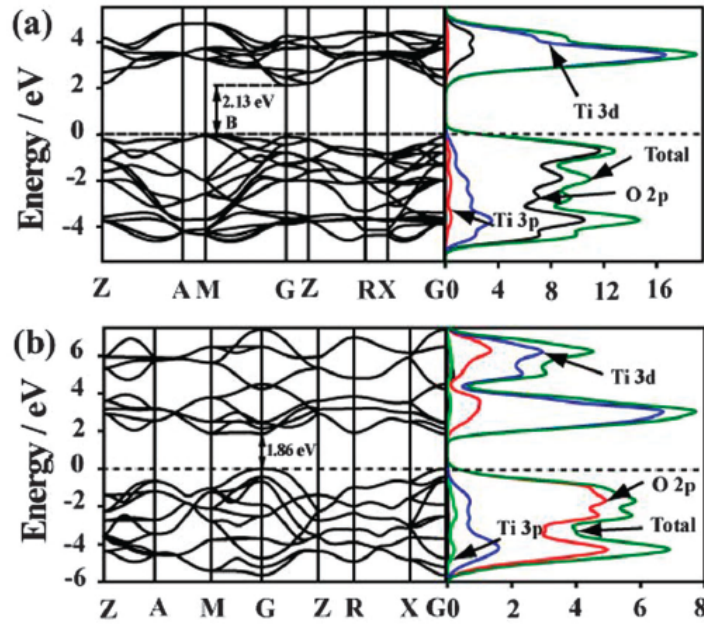 (a)
Energy / eV
4
2
0
-2
-4
2.13 eV
B
Ti 3d
Total
O 2p
Ti 3p
Z A M G Z R X G 0 4 8 12 16
(b)
Energy / eV
6
4
2
0
-2
-4
-6
1.86 eV
Ti 3d
O 2p
Ti 3p
Total
Z A M G Z R X G 0 2 4 6 8